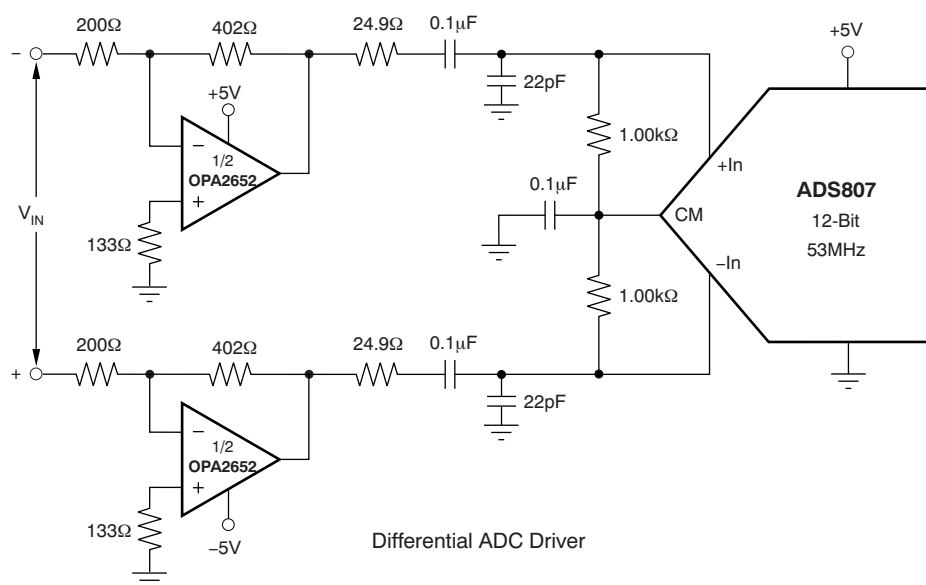 200Ω
402Ω
24.9Ω
0.1μF
−
+5V
22pF
+5V
−
1/2
OPA2652
+
1.00kΩ
+In
133Ω
VIN
0.1μF
CM
ADS807
12-Bit
53MHz
−In
1.00kΩ
200Ω
402Ω
24.9Ω
0.1μF
+
22pF
−
1/2
OPA2652
+
133Ω
−5V
Differential ADC Driver